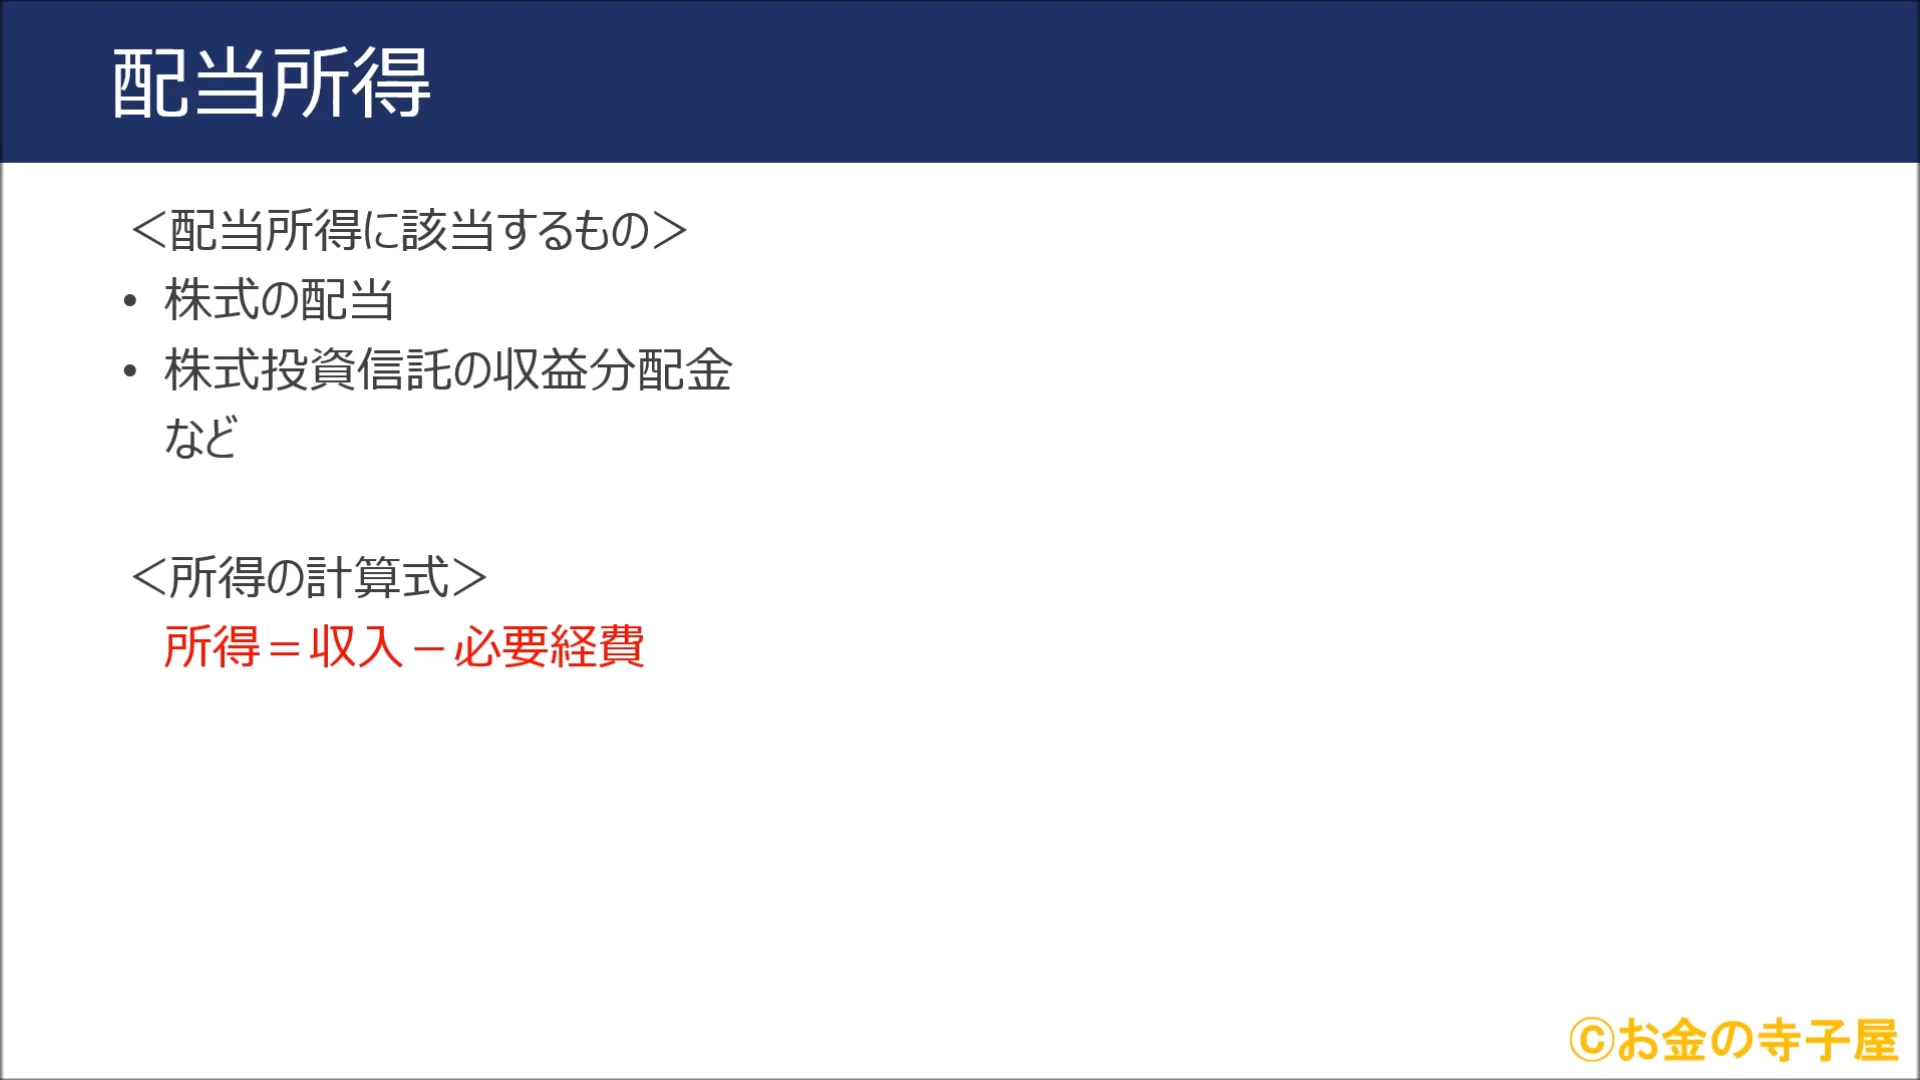 配当所得
＜配当所得に該当するもの＞
• 株式の配当
• 株式投資信託の収益分配金
など
＜所得の計算式＞
所得＝収入－必要経費
©お金の寺子屋